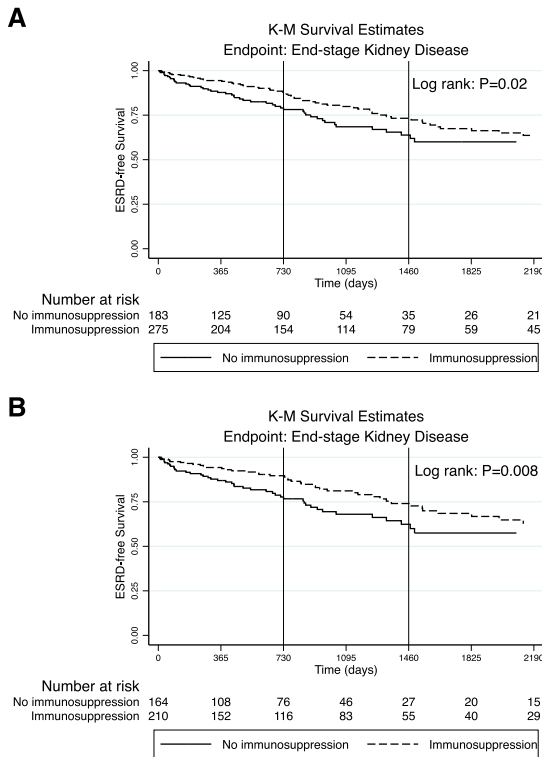 A
K-M Survival Estimates
Endpoint: End-stage Kidney Disease
Log rank: P=0.02
ESRD-free Survival
1.00
0.75
0.50
0.25
0.00
0 365 730 1095 1460 1825 2190
Time (days)
Number at risk
No immunosuppression 183 125 90 54 35 26 21
Immunosuppression 275 204 154 114 79 59 45
No immunosuppression Immunosuppression
B
K-M Survival Estimates
Endpoint: End-stage Kidney Disease
Log rank: P=0.008
ESRD-free Survival
1.00
0.75
0.50
0.25
0.00
0 365 730 1095 1460 1825 2190
Time (days)
Number at risk
No immunosuppression 164 108 76 46 27 20 15
Immunosuppression 210 152 116 83 55 40 29
No immunosuppression Immunosuppression